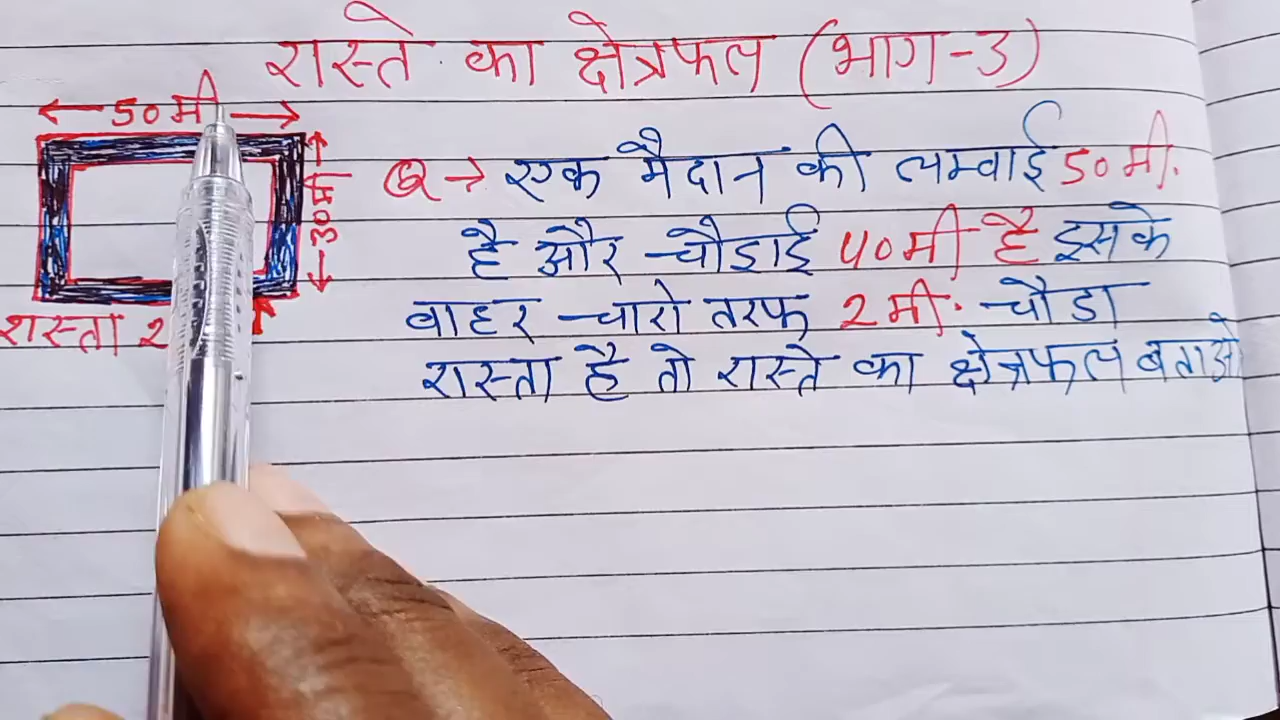 रास्ते का क्षेत्रफल (भाग-3)
50 मी
30 मी
रास्ता 2
Q → एक मैदान की लम्वाई 50 मी.
है और चौडाई 40 मी है इसके
वाहर चारो तरफ 2 मी. चौडा
रास्ता है तो रास्ते का क्षेत्रफल बताओ